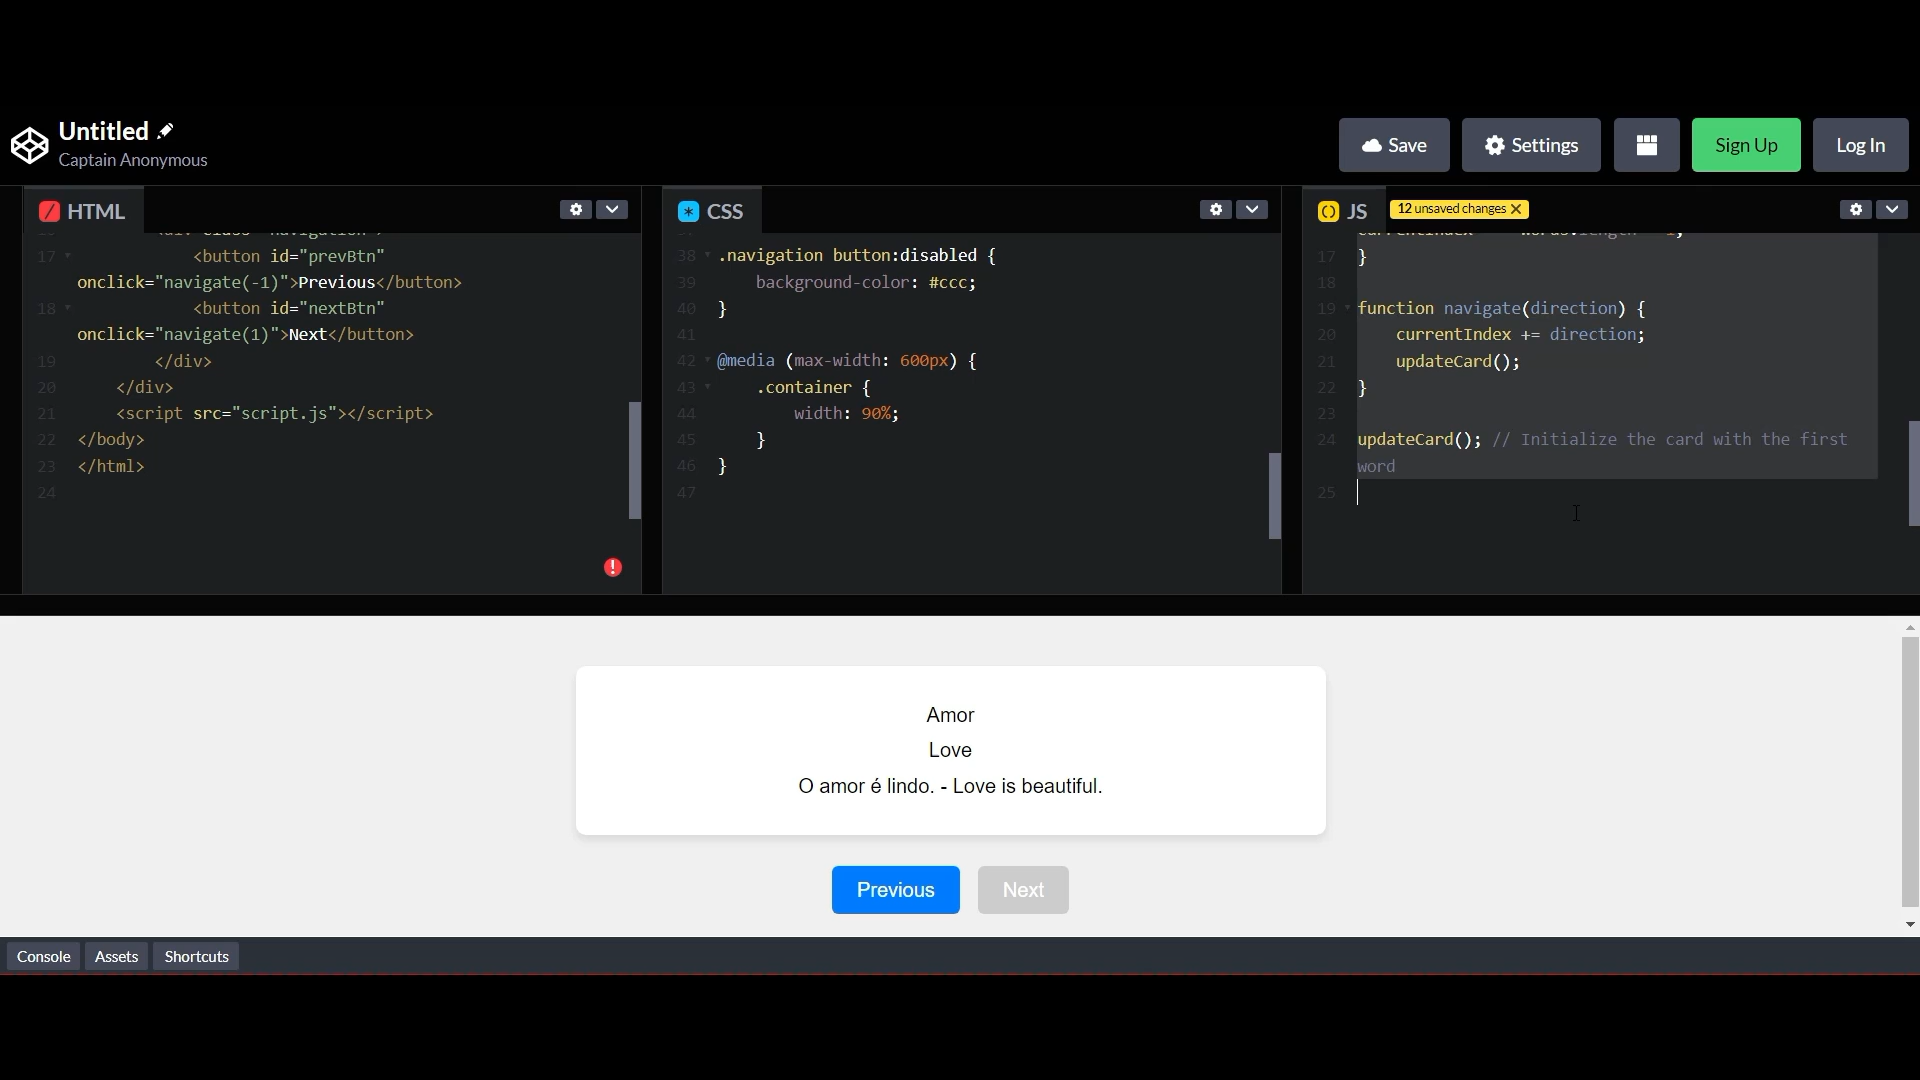 Untitled
Captain Anonymous
Save
Settings
Sign Up
Log In
HTML
17 <button id="prevBtn"
onclick="navigate(-1)">Previous</button>
18 <button id="nextBtn"
onclick="navigate(1)">Next</button>
19 </div>
20 </div>
21 <script src="script.js"></script>
22 </body>
23 </html>
24
CSS
38 .navigation button:disabled {
39 background-color: #ccc;
40 }
41
42 @media (max-width: 600px) {
43 .container {
44 width: 90%;
45 }
46 }
47
JS
12 unsaved changes
17 }
18
19 function navigate(direction) {
20 currentIndex += direction;
21 updateCard();
22 }
23
24 updateCard(); // Initialize the card with the first
word
25
Amor
Love
O amor é lindo. - Love is beautiful.
Previous
Next
Console
Assets
Shortcuts